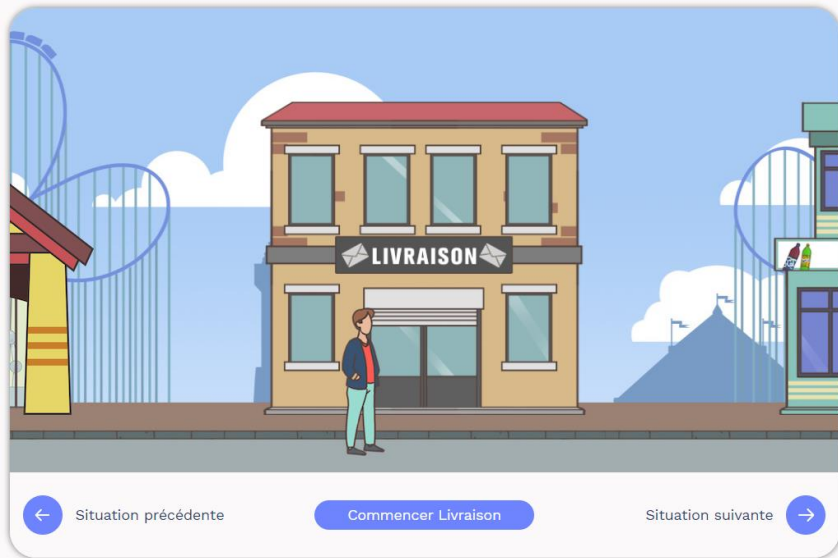 LIVRAISON
Situation précédente
Commencer Livraison
Situation suivante